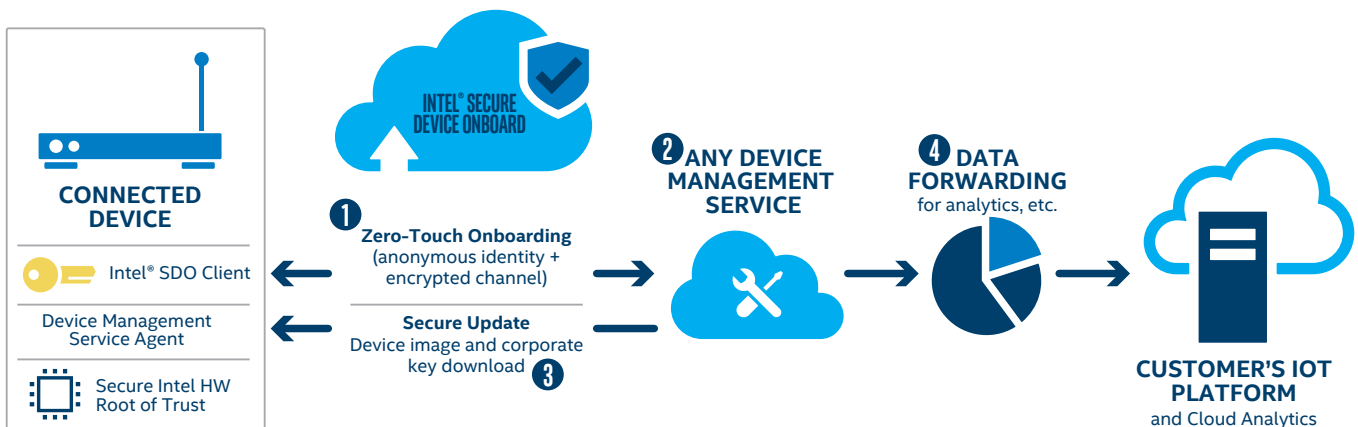 CONNECTED
DEVICE
Intel® SDO Client
Device Management
Service Agent
Secure Intel HW
Root of Trust
INTEL® SECURE
DEVICE ONBOARD
1
Zero-Touch Onboarding
(anonymous identity +
encrypted channel)
Secure Update
Device image and corporate
key download 3
2 ANY DEVICE
MANAGEMENT
SERVICE
4 DATA
FORWARDING
for analytics, etc.
CUSTOMER'S IOT
PLATFORM
and Cloud Analytics